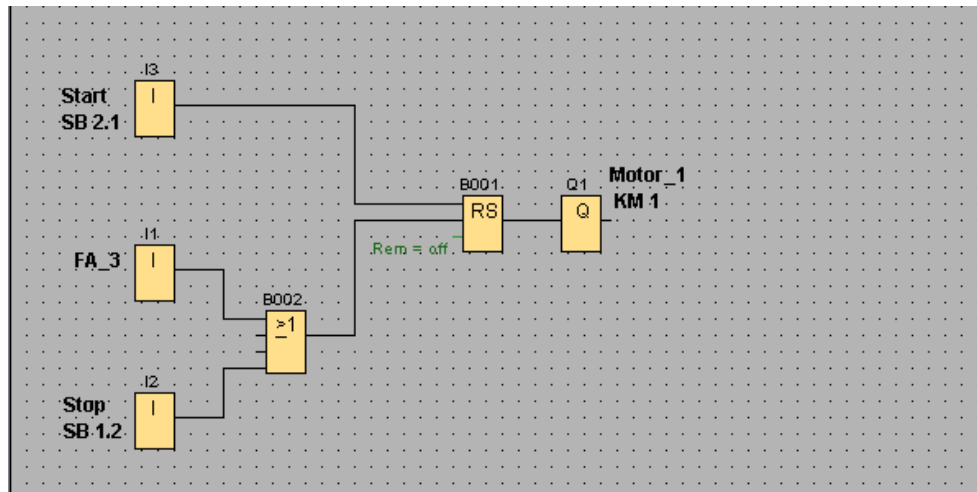 I3
Start
SB 2.1
I
B001
RS
Q1
Q
Motor_1
KM 1
Rem = off
I1
FA_3
I
B002
≥1
I2
Stop
SB 1.2
I